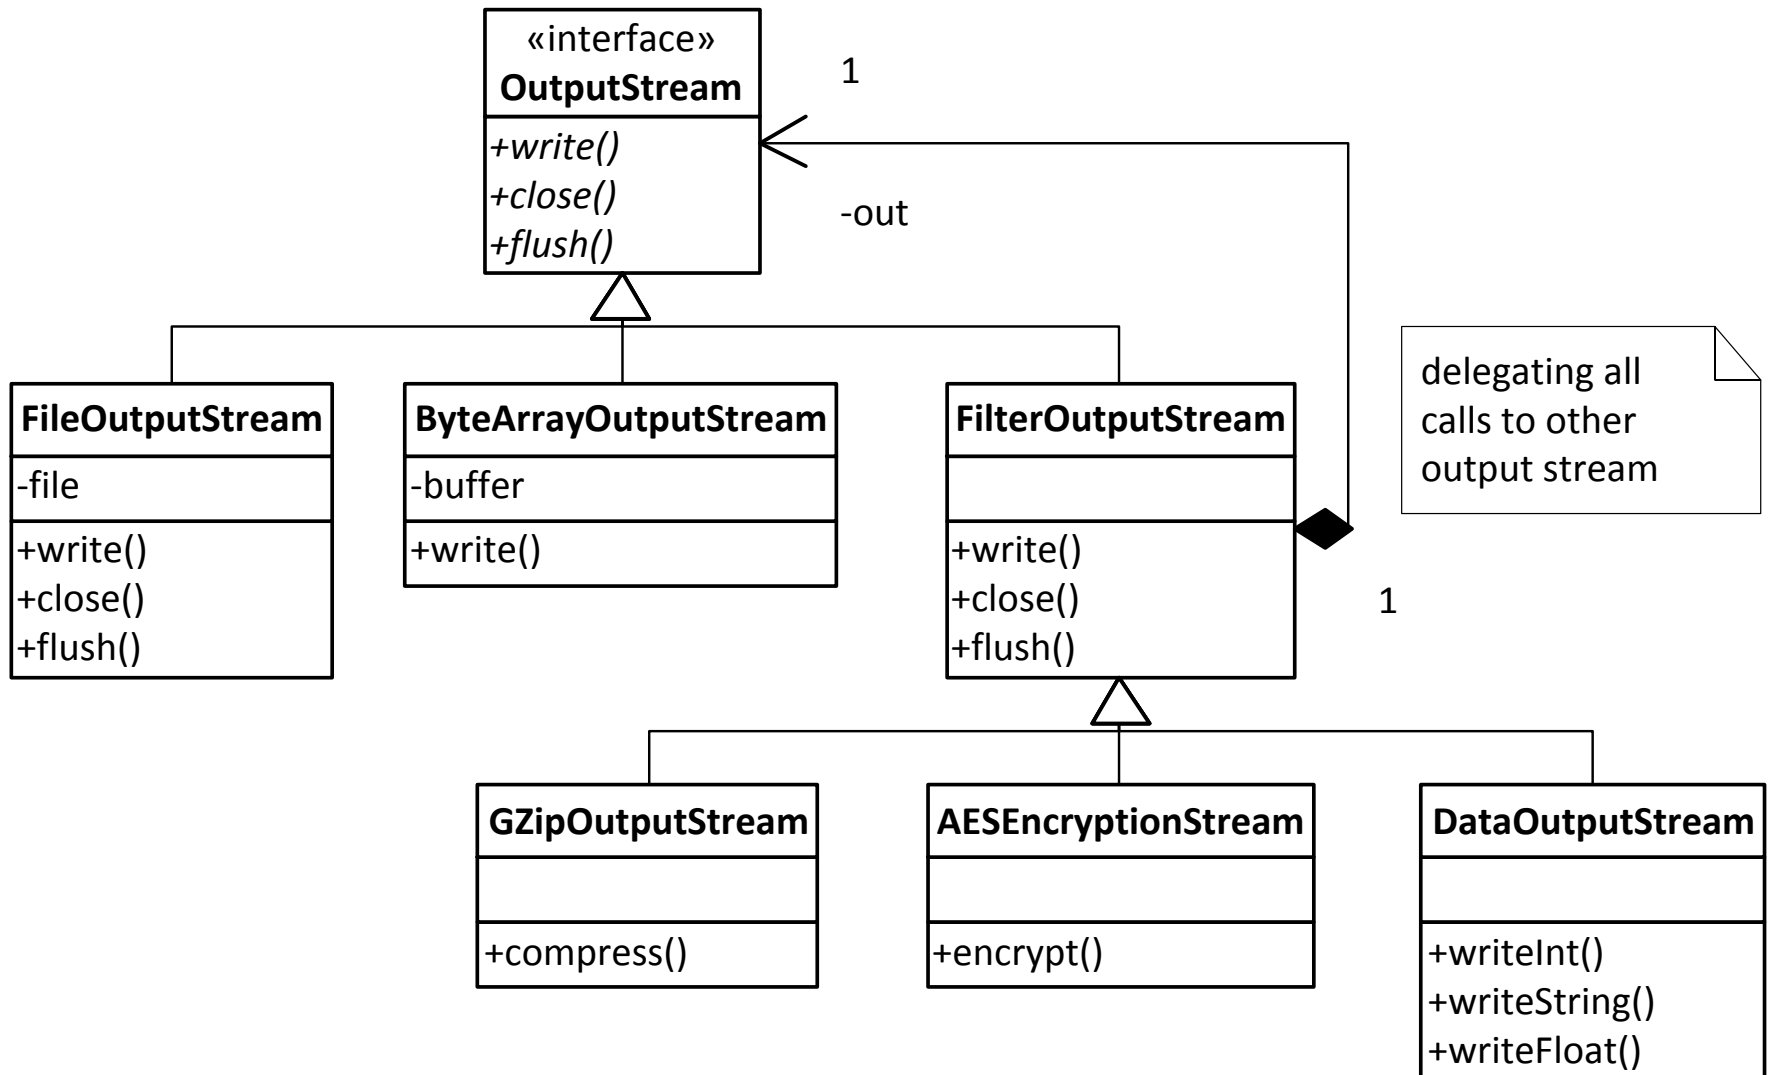 «interface»
OutputStream
+write()
+close()
+flush()
1
-out
FileOutputStream
-file
+write()
+close()
+flush()
ByteArrayOutputStream
-buffer
+write()
FilterOutputStream
+write()
+close()
+flush()
1
delegating all
calls to other
output stream
GZipOutputStream
+compress()
AESEncryptionStream
+encrypt()
DataOutputStream
+writeInt()
+writeString()
+writeFloat()